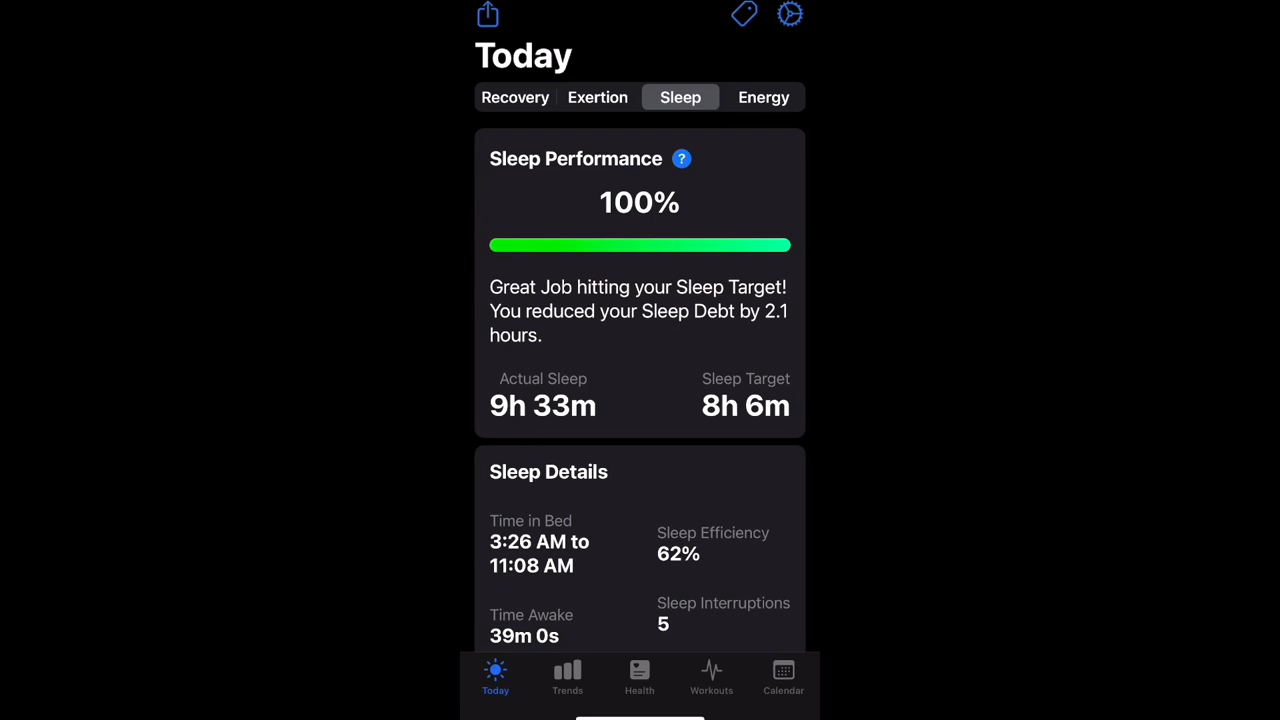 Today
Recovery
Exertion
Sleep
Energy
Sleep Performance ?
100%
Great Job hitting your Sleep Target!
You reduced your Sleep Debt by 2.1
hours.
Actual Sleep
9h 33m
Sleep Target
8h 6m
Sleep Details
Time in Bed
3:26 AM to
11:08 AM
Sleep Efficiency
62%
Time Awake
39m 0s
Sleep Interruptions
5
Today
Trends
Health
Workouts
Calendar